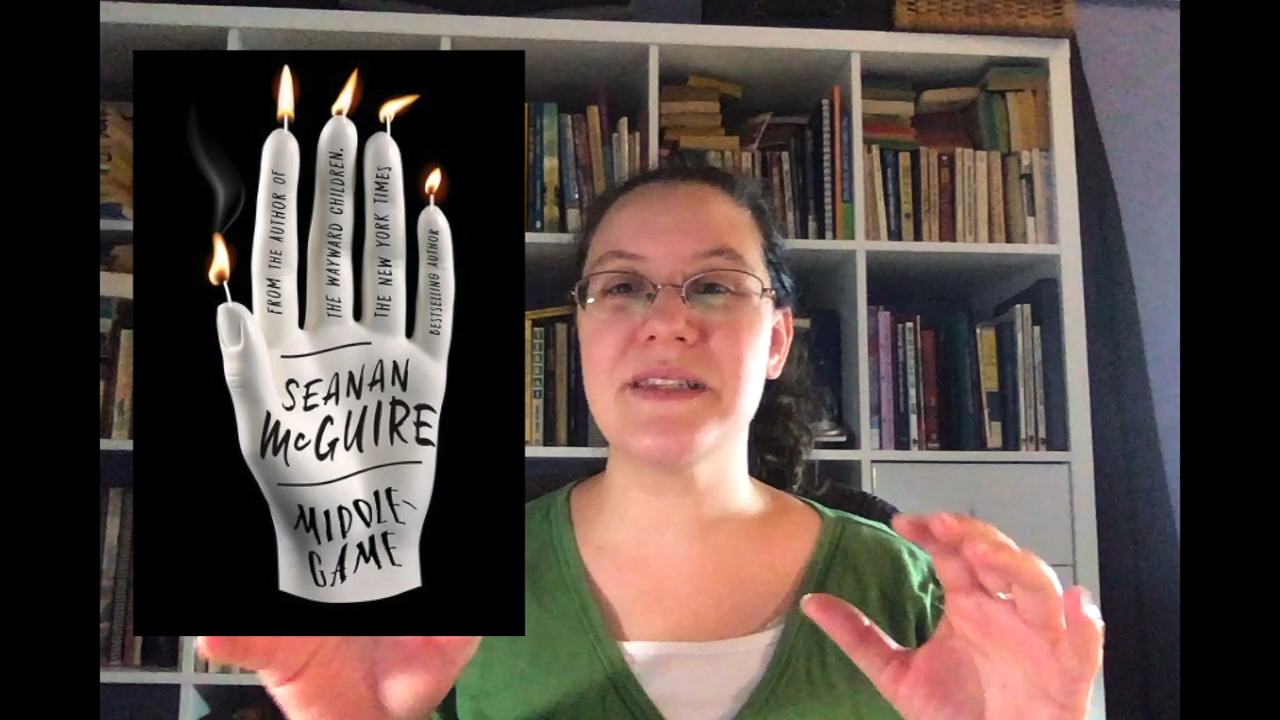 FROM THE AUTHOR OF
THE WAYWARD CHILDREN,
THE NEW YORK TIMES
BESTSELLING AUTHOR
SEANAN
McGUIRE
MIDDLE-
GAME